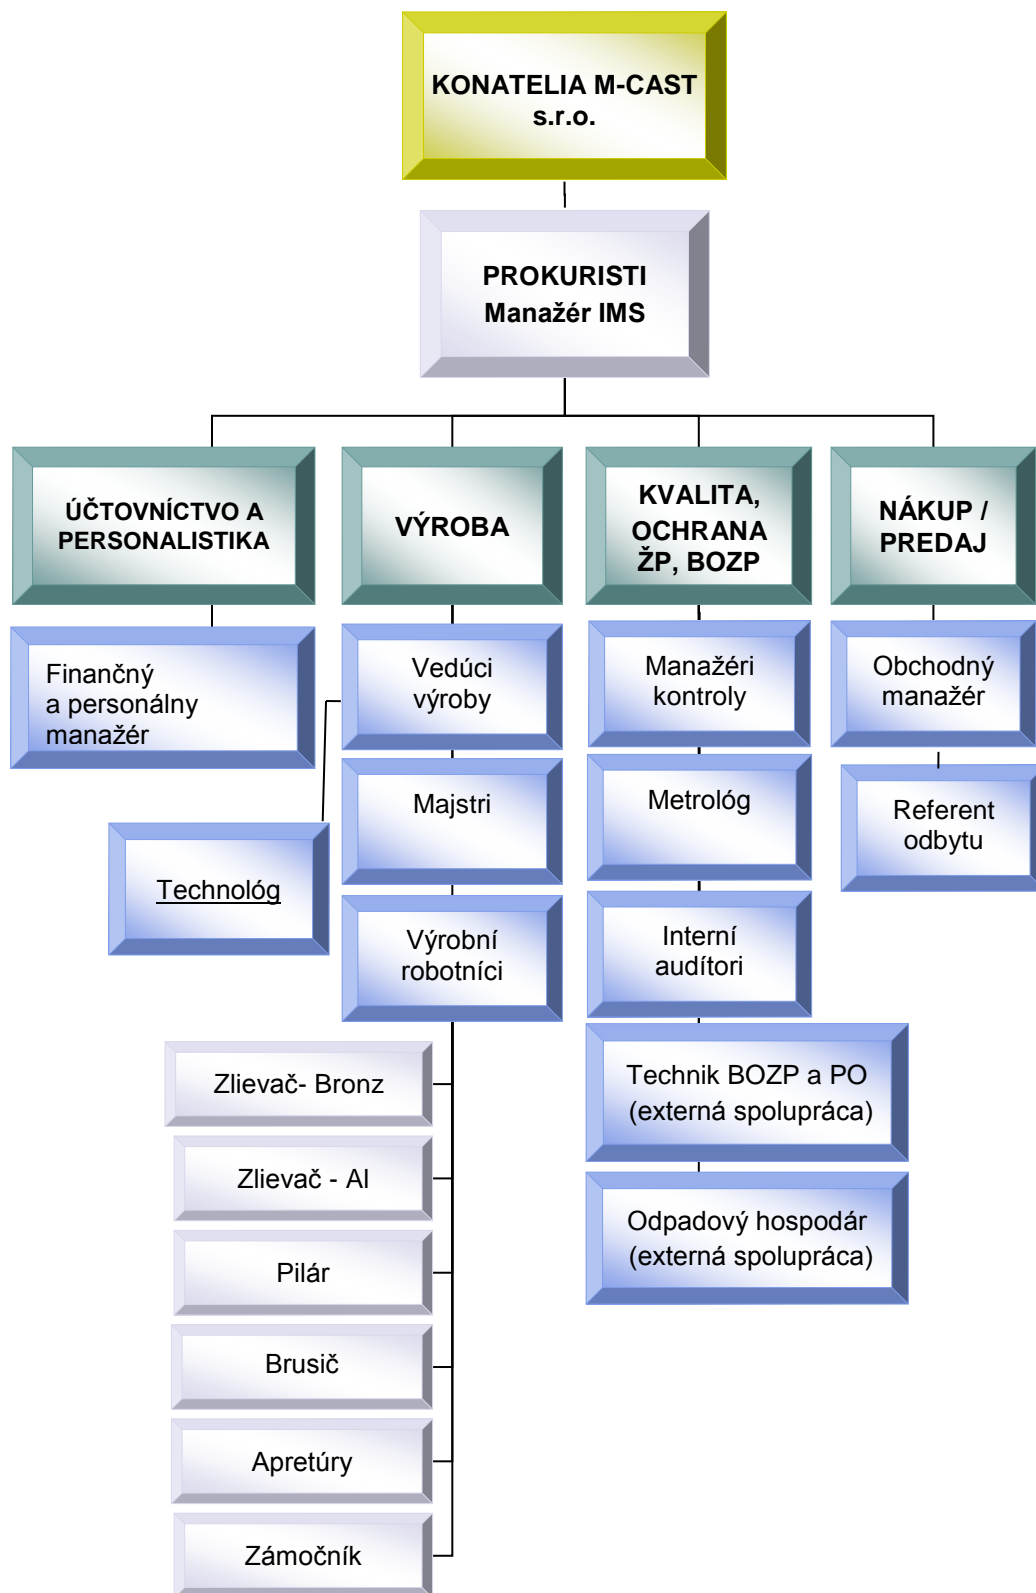 KONATELIA M-CAST
s.r.o.
PROKURISTI
Manažér IMS
ÚČTOVNÍCTVO A
PERSONALISTIKA
VÝROBA
KVALITA,
OCHRANA
ŽP, BOZP
NÁKUP /
PREDAJ
Finančný
a personálny
manažér
Vedúci
výroby
Manažéri
kontroly
Obchodný
manažér
Technológ
Majstri
Metrológ
Referent
odbytu
Výrobní
robotníci
Interní
audítori
Zlievač- Bronz
Zlievač - Al
Pilár
Brusič
Apretúry
Zámočník
Technik BOZP a PO
(externá spolupráca)
Odpadový hospodár
(externá spolupráca)